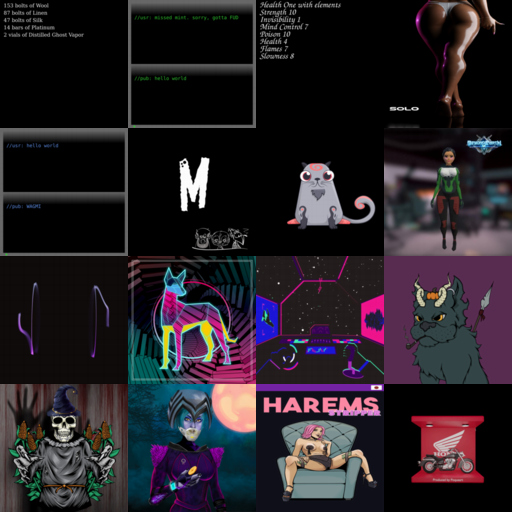 153 bolts of Wool
87 bolts of Linen
47 bolts of Silk
14 bars of Platinum
2 vials of Distilled Ghost Vapor
//usr: missed mint, sorry, gotta FUD
//pub: hello world
Health One with elements
Strength 10
Invisibility 1
Mind Control 7
Poison 10
Health 4
Flames 7
Slowness 8
SOLO
//usr: hello world
//pub: WAGMI
M
HAREMS
HONDA